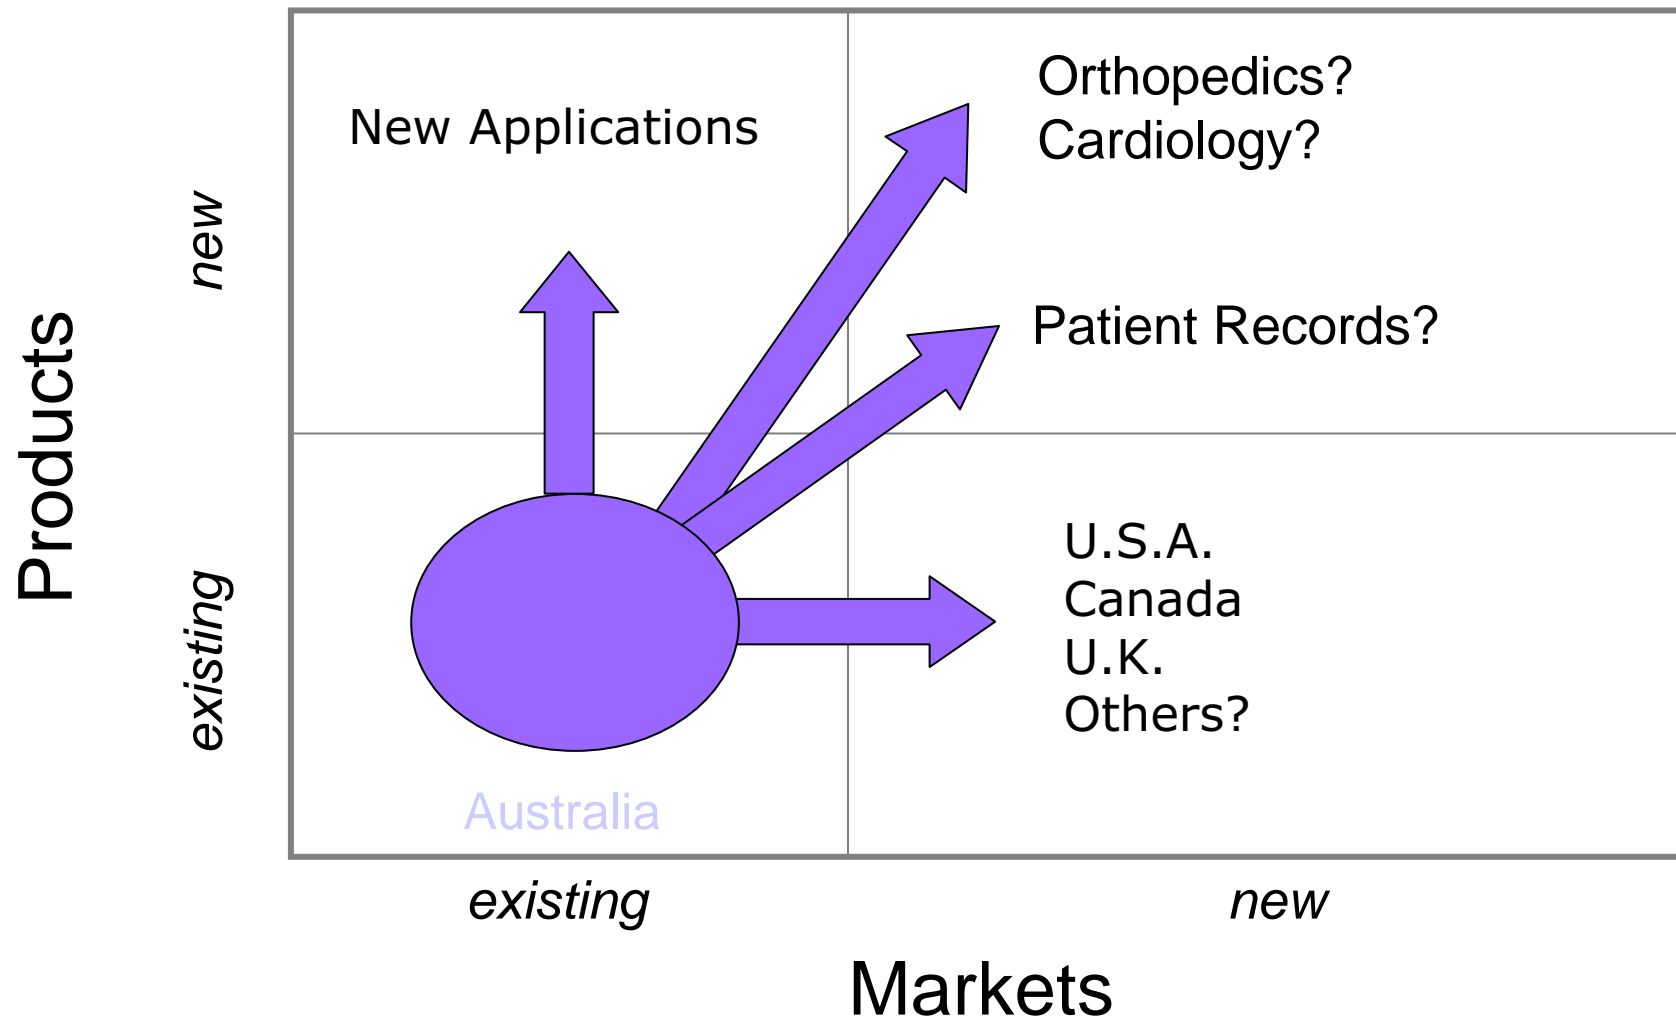 Products
new
existing
New Applications
Orthopedics?
Cardiology?
Patient Records?
U.S.A.
Canada
U.K.
Others?
Australia
existing
new
Markets